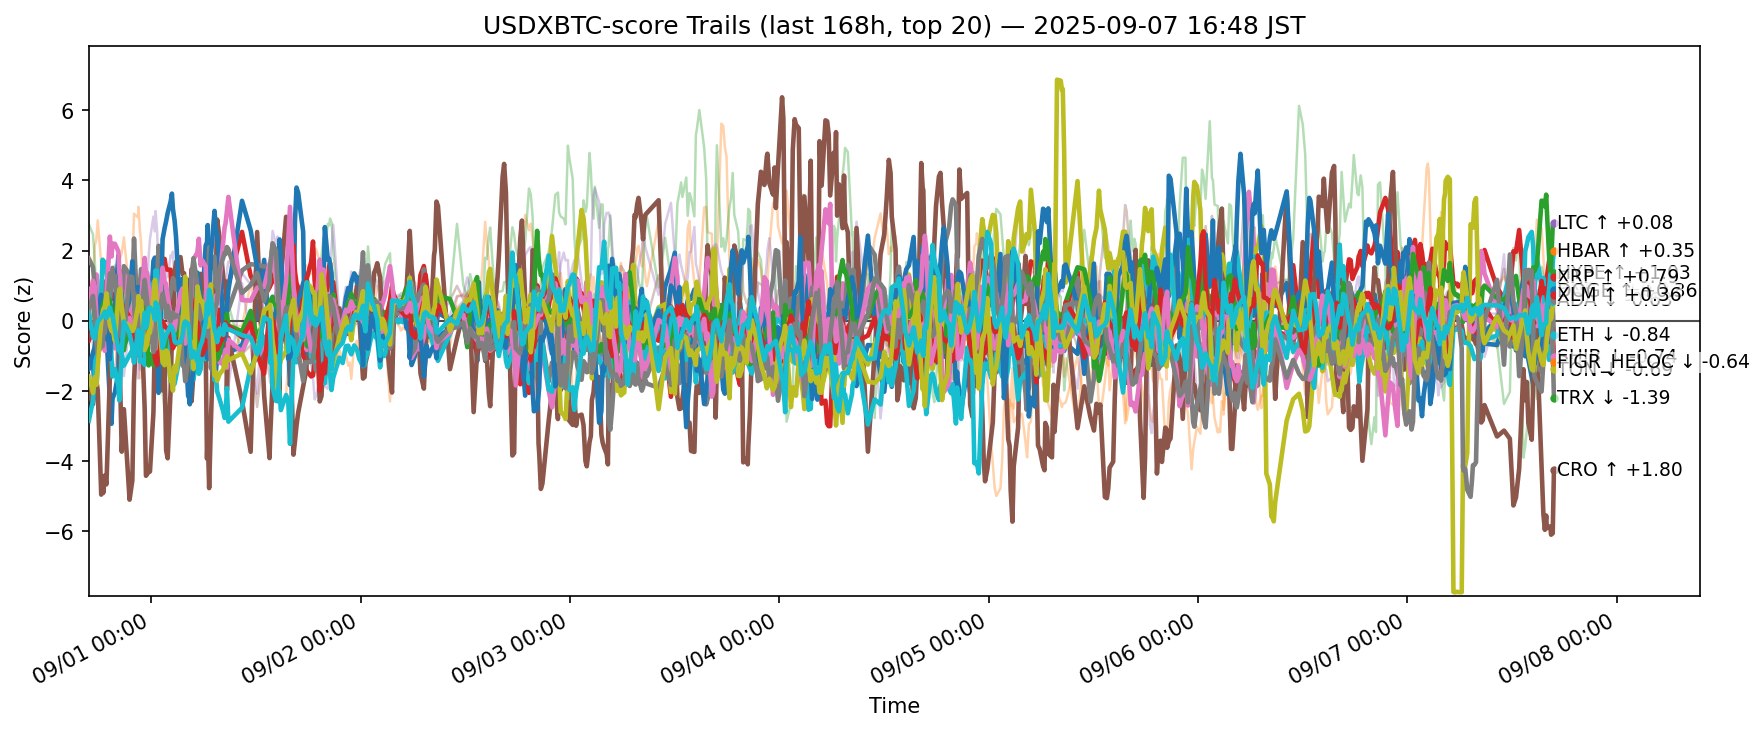 USDXBTC-score Trails (last 168h, top 20) — 2025-09-07 16:48 JST
Score (z)
6
4
2
0
−2
−4
−6
LTC ↑ +0.08
HBAR ↑ +0.35
XRP
XLM ↑ +0.36
ETH ↓ -0.84
↓ -0.64
TRX ↓ -1.39
CRO ↑ +1.80
09/01 00:00
09/02 00:00
09/03 00:00
09/04 00:00
09/05 00:00
09/06 00:00
09/07 00:00
09/08 00:00
Time